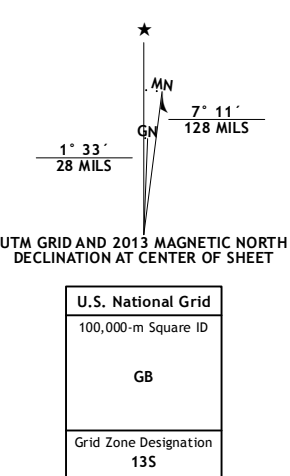 ★
MN
GN
7° 11´
128 MILS
1° 33´
28 MILS
UTM GRID AND 2013 MAGNETIC NORTH
DECLINATION AT CENTER OF SHEET
U.S. National Grid
100,000-m Square ID
GB
Grid Zone Designation
13S